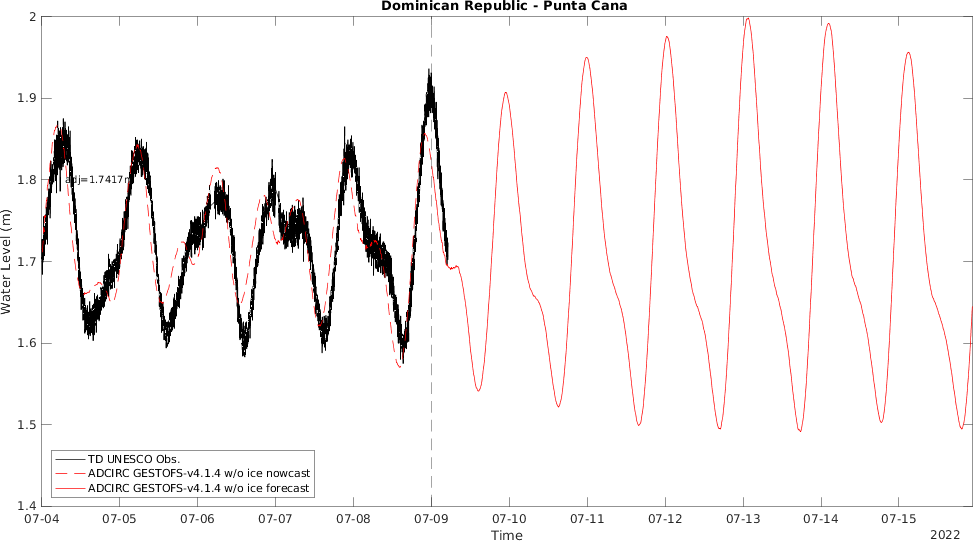 Dominican Republic - Punta Cana
2
1.9
1.8
1.7
1.6
1.5
1.4
Water Level (m)
adj=1.7417m
TD UNESCO Obs.
ADCIRC GESTOFS-v4.1.4 w/o ice nowcast
ADCIRC GESTOFS-v4.1.4 w/o ice forecast
07-04 07-05 07-06 07-07 07-08 07-09 07-10 07-11 07-12 07-13 07-14 07-15
Time
2022